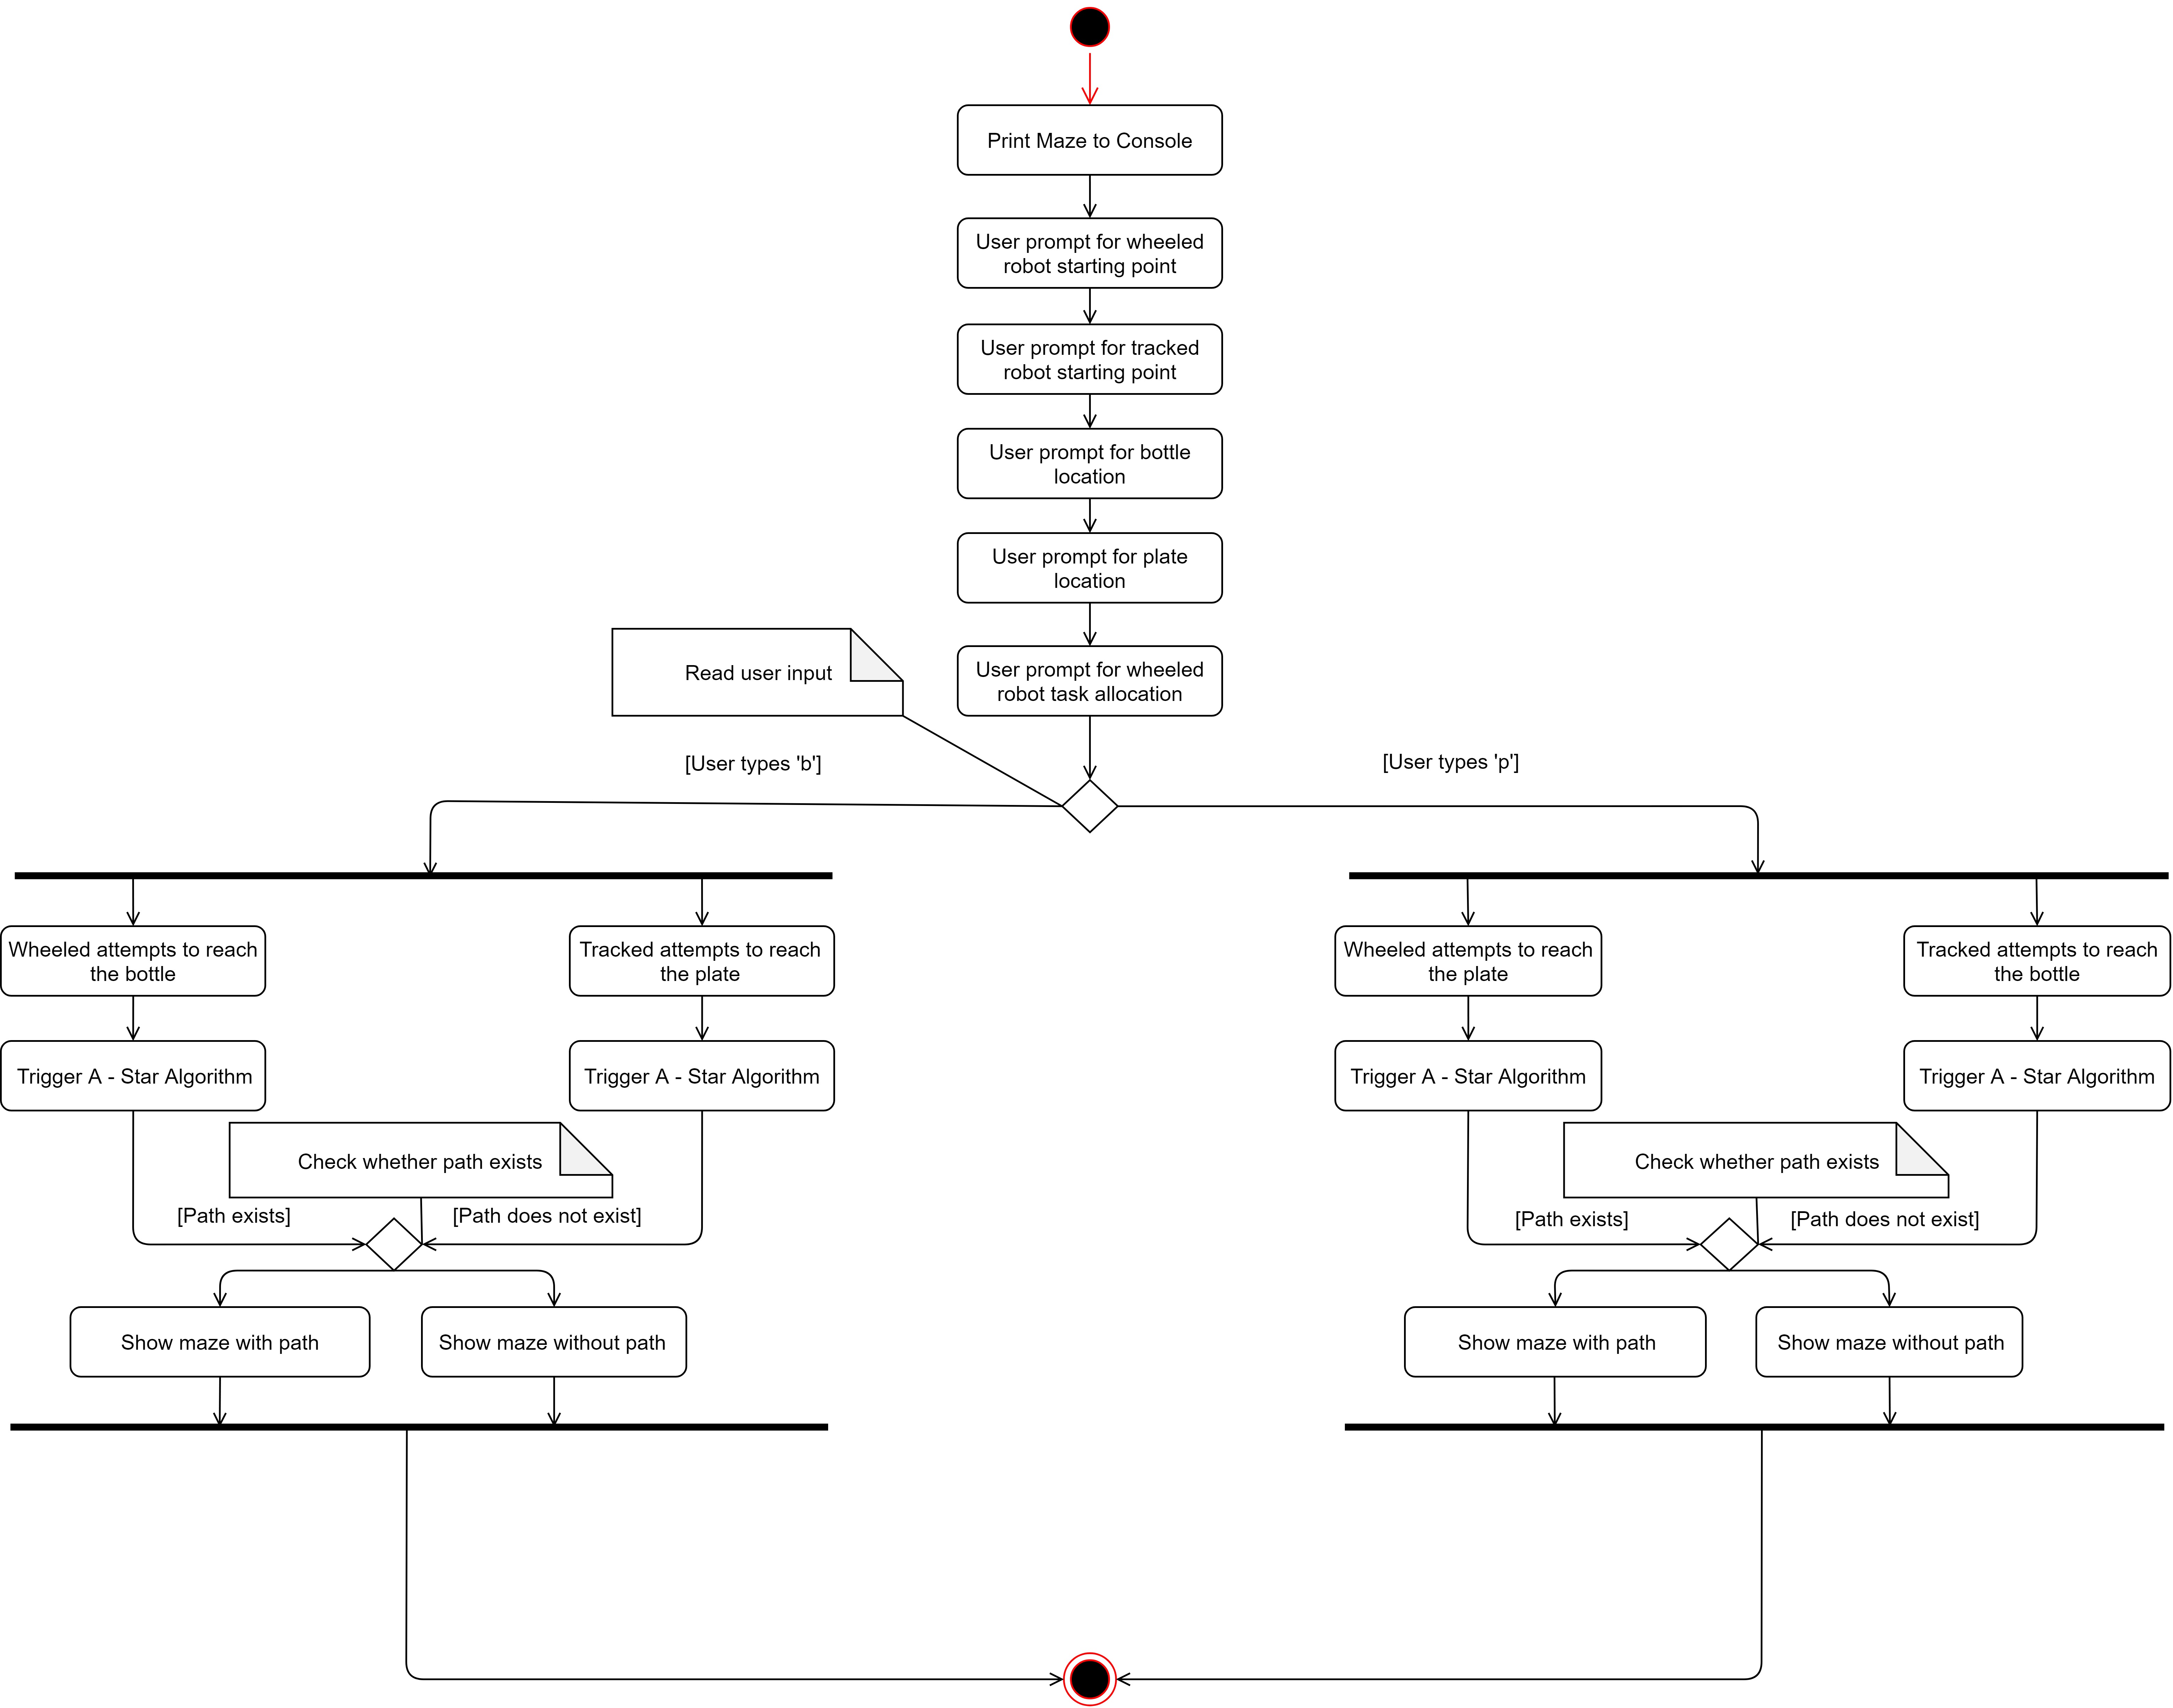 Print Maze to Console
User prompt for wheeled
robot starting point
User prompt for tracked
robot starting point
User prompt for bottle
location
User prompt for plate
location
Read user input
User prompt for wheeled
robot task allocation
[User types 'b']
[User types 'p']
Wheeled attempts to reach
the bottle
Tracked attempts to reach
the plate
Wheeled attempts to reach
the plate
Tracked attempts to reach
the bottle
Trigger A - Star Algorithm
Trigger A - Star Algorithm
Trigger A - Star Algorithm
Trigger A - Star Algorithm
Check whether path exists
Check whether path exists
[Path exists]
[Path does not exist]
[Path exists]
[Path does not exist]
Show maze with path
Show maze without path
Show maze with path
Show maze without path